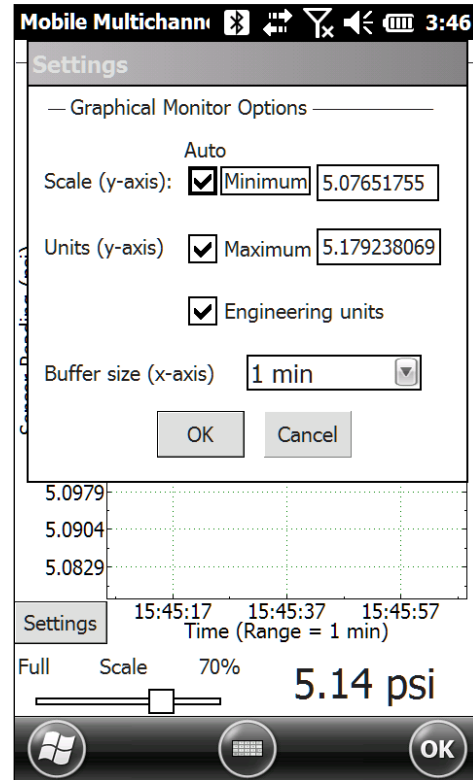 Mobile Multichann 3:46
Settings
Graphical Monitor Options
Auto
Scale (y-axis): Minimum 5.07651755
Units (y-axis) Maximum 5.179238069
Engineering units
Buffer size (x-axis) 1 min
OK Cancel
5.0979
5.0904
5.0829
15:45:17 15:45:37 15:45:57
Settings Time (Range = 1 min)
Full Scale 70%
5.14 psi
OK